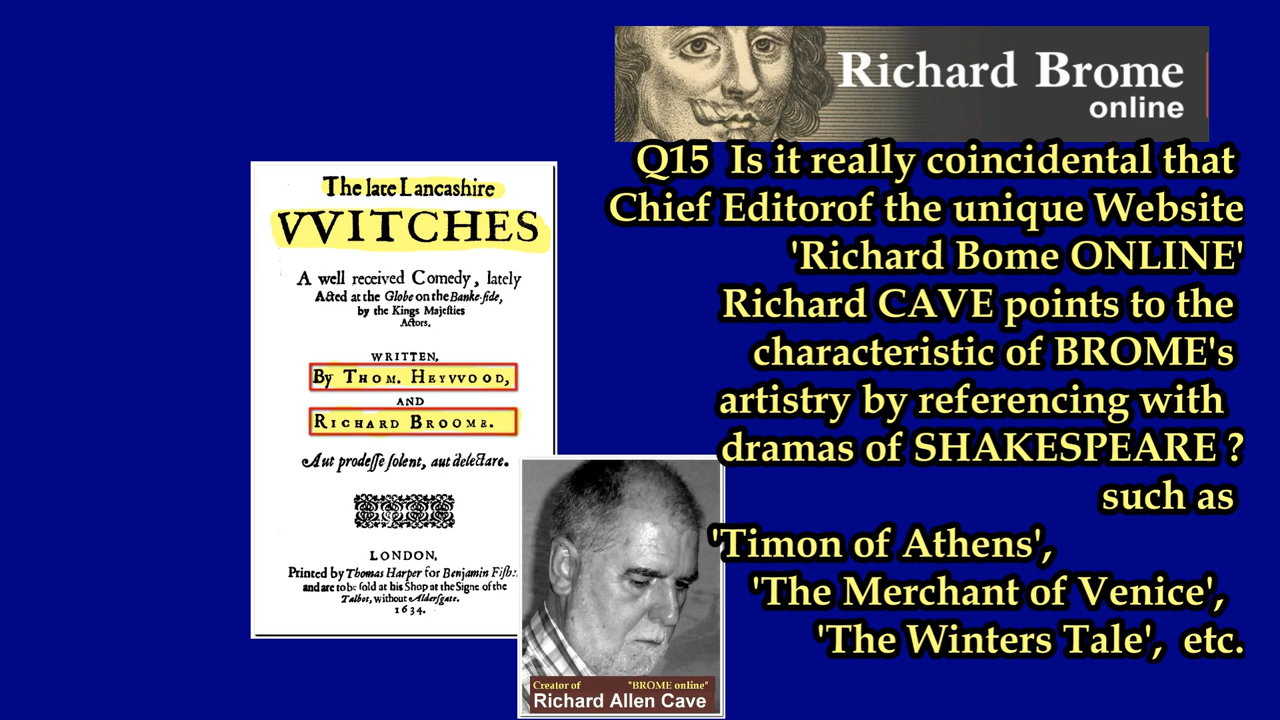 Richard Brome
online
Q15 Is it really coincidental that
Chief Editorof the unique Website
'Richard Bome ONLINE'
Richard CAVE points to the
characteristic of BROME's
artistry by referencing with
dramas of SHAKESPEARE ?
such as
'Timon of Athens',
'The Merchant of Venice',
'The Winters Tale', etc.
The late Lancashire
VVITCHES
A well received Comedy, lately
Acted at the Globe on the Banke-ſide,
by the Kings Majeſties
Actors.
WRITTEN,
By THOM. HEYVVOOD,
AND
RICHARD BROOME.
Aut prodeſſe ſolent, aut delectare.
LONDON,
Printed by Thomas Harper for Benjamin
and are to be ſold at his Shop at the Signe of the
Talbot, without Alderſgate.
1634.
Creator of "BROME online"
Richard Allen Cave